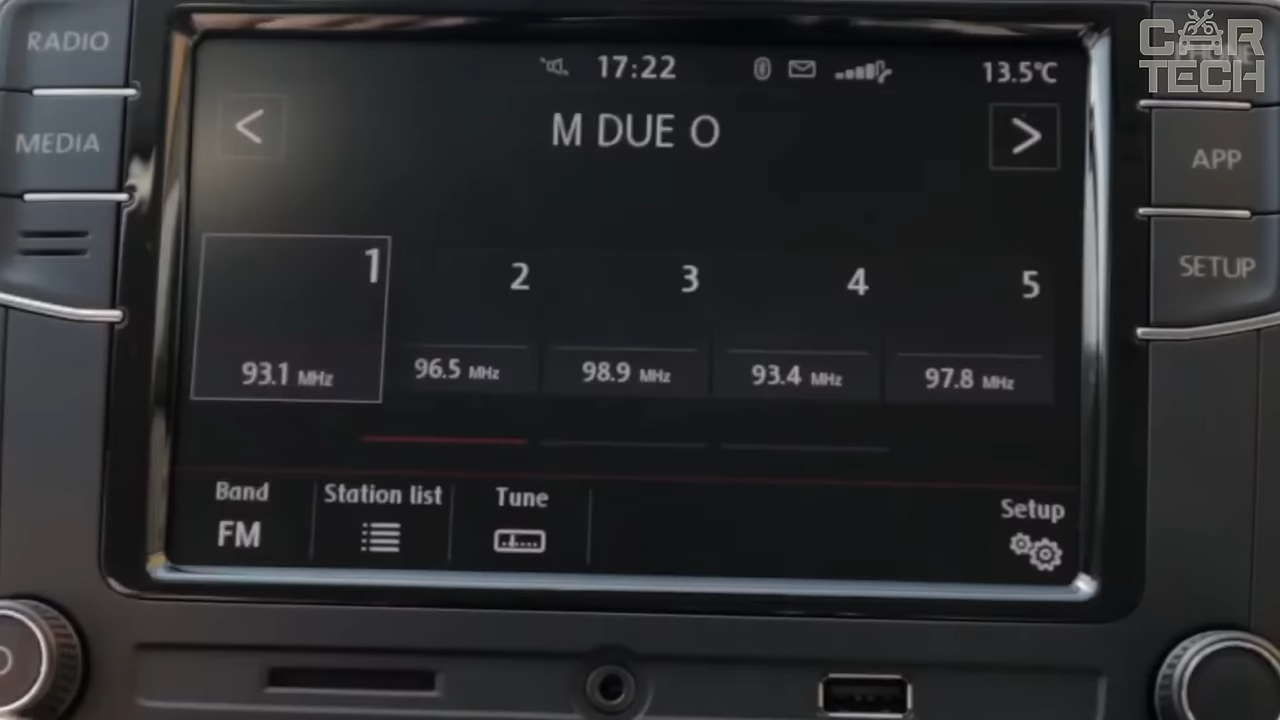 RADIO
MEDIA
17:22
13.5°C
CAR
TECH
< M DUE O >
APP
SETUP
1 2 3 4 5
93.1 MHz 96.5 MHz 98.9 MHz 93.4 MHz 97.8 MHz
Band Station list Tune Setup
FM